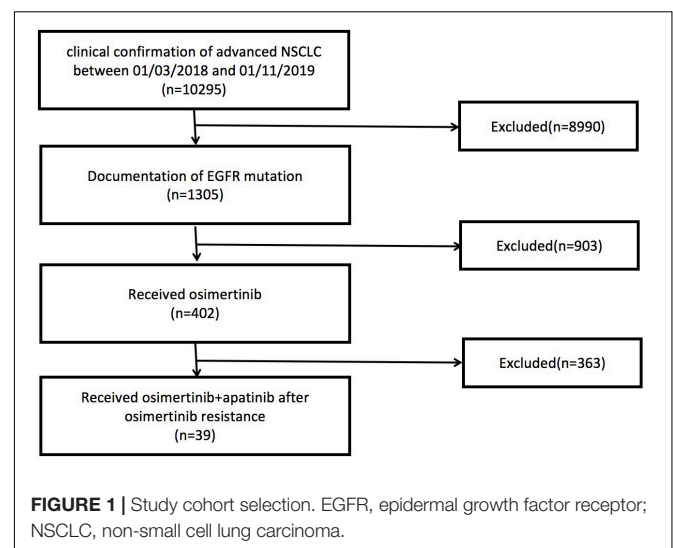 clinical confirmation of advanced NSCLC
between 01/03/2018 and 01/11/2019
(n=10295)
Excluded(n=8990)
Documentation of EGFR mutation
(n=1305)
Excluded(n=903)
Received osimertinib
(n=402)
Excluded(n=363)
Received osimertinib+apatinib after
osimertinib resistance
(n=39)
FIGURE 1 | Study cohort selection. EGFR, epidermal growth factor receptor;
NSCLC, non-small cell lung carcinoma.